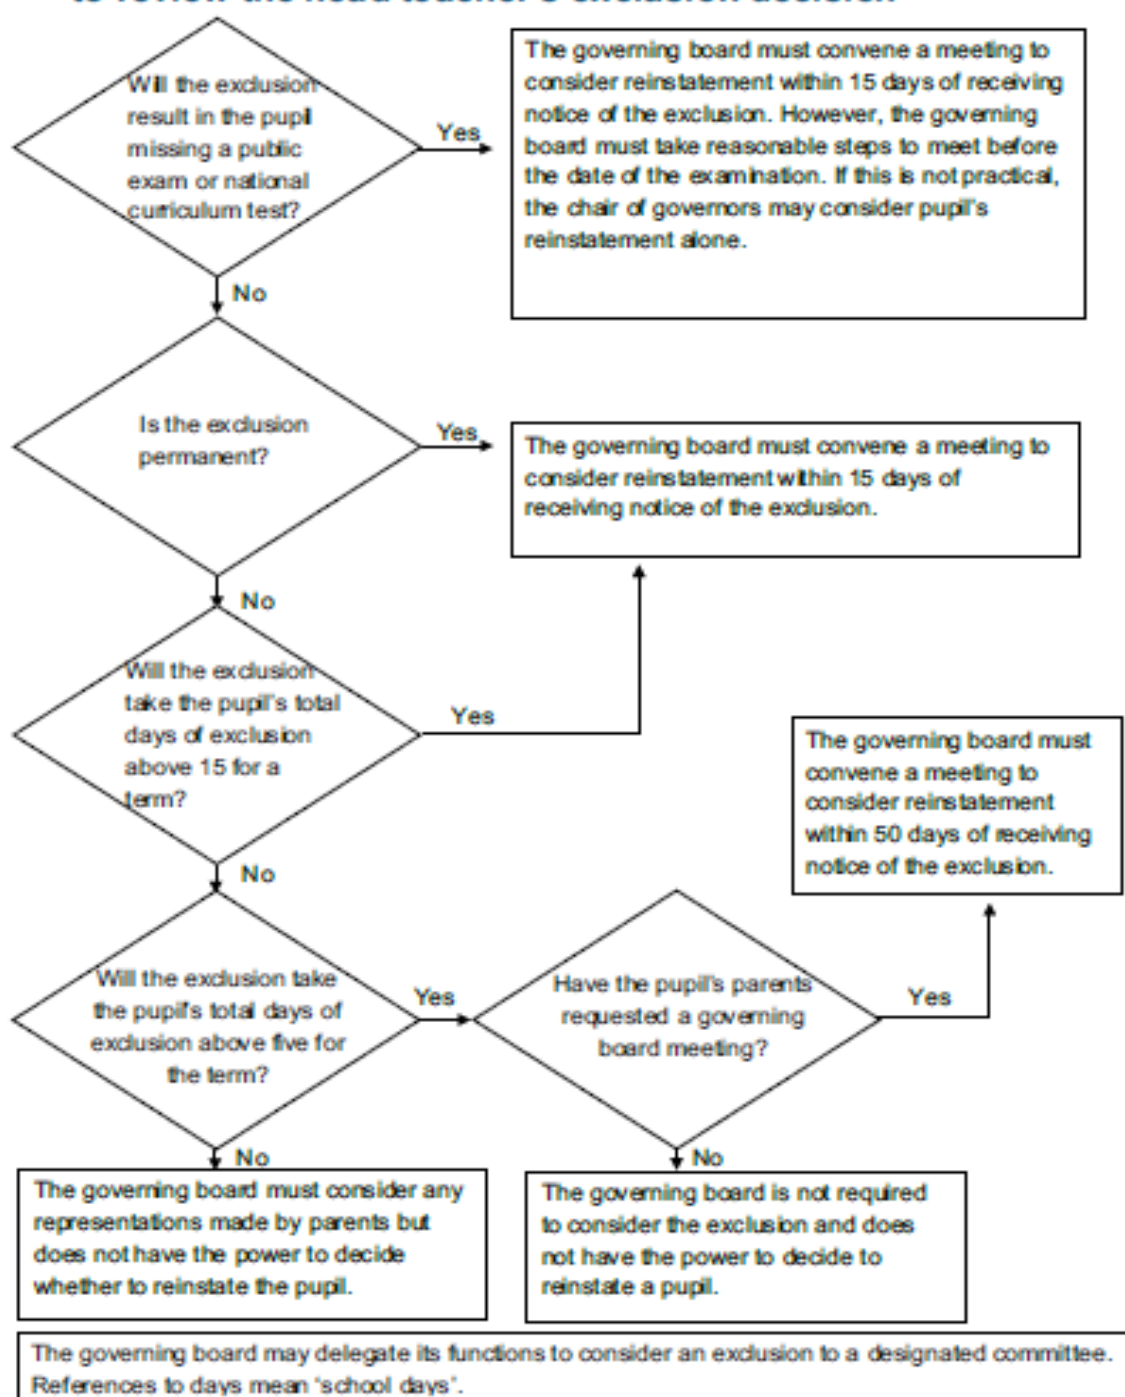 to review the head teacher's exclusion decision
Will the exclusion
result in the pupil
missing a public
exam or national
curriculum test?
Yes
The governing board must convene a meeting to
consider reinstatement within 15 days of receiving
notice of the exclusion. However, the governing
board must take reasonable steps to meet before
the date of the examination. If this is not practical,
the chair of governors may consider pupil's
reinstatement alone.
No
Is the exclusion
permanent?
Yes
The governing board must convene a meeting to
consider reinstatement within 15 days of
receiving notice of the exclusion.
No
Will the exclusion
take the pupil's total
days of exclusion
above 15 for a
term?
Yes
The governing board must
convene a meeting to
consider reinstatement
within 50 days of receiving
notice of the exclusion.
No
Will the exclusion take
the pupil's total days of
exclusion above five for
the term?
Yes
Have the pupil's parents
requested a governing
board meeting?
Yes
No
The governing board must consider any
representations made by parents but
does not have the power to decide
whether to reinstate the pupil.
No
The governing board is not required
to consider the exclusion and does
not have the power to decide to
reinstate a pupil.
The governing board may delegate its functions to consider an exclusion to a designated committee.
References to days mean 'school days'.